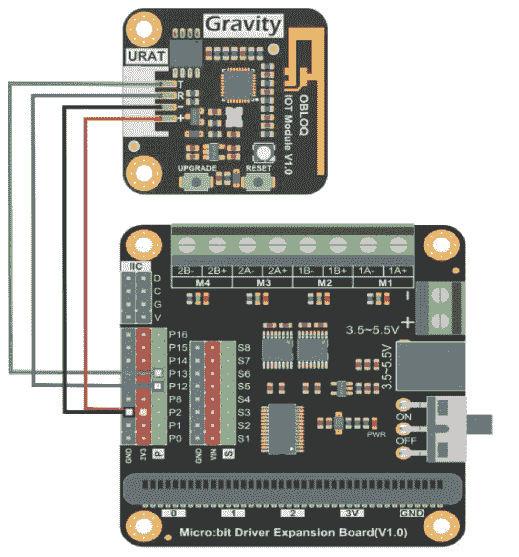 Gravity
URAT
T
R
-
+
OBLOQ
IOT Module V1.0
UPGRADE
RESET
2B- 2B+ 2A- 2A+ 1B- 1B+ 1A- 1A+
M4 M3 M2 M1
IIC
D
C
G
V
-
+
3.5~5.5V
3.5~5.5V
P16
P15
P14
P13
P12
P8
P2
P1
P0
S8
S7
S6
S5
S4
S3
S2
S1
GND 3V3 P
GND VIN S
PWR
ON
OFF
0 1 2 3V GND
Micro:bit Driver Expansion Board(V1.0)